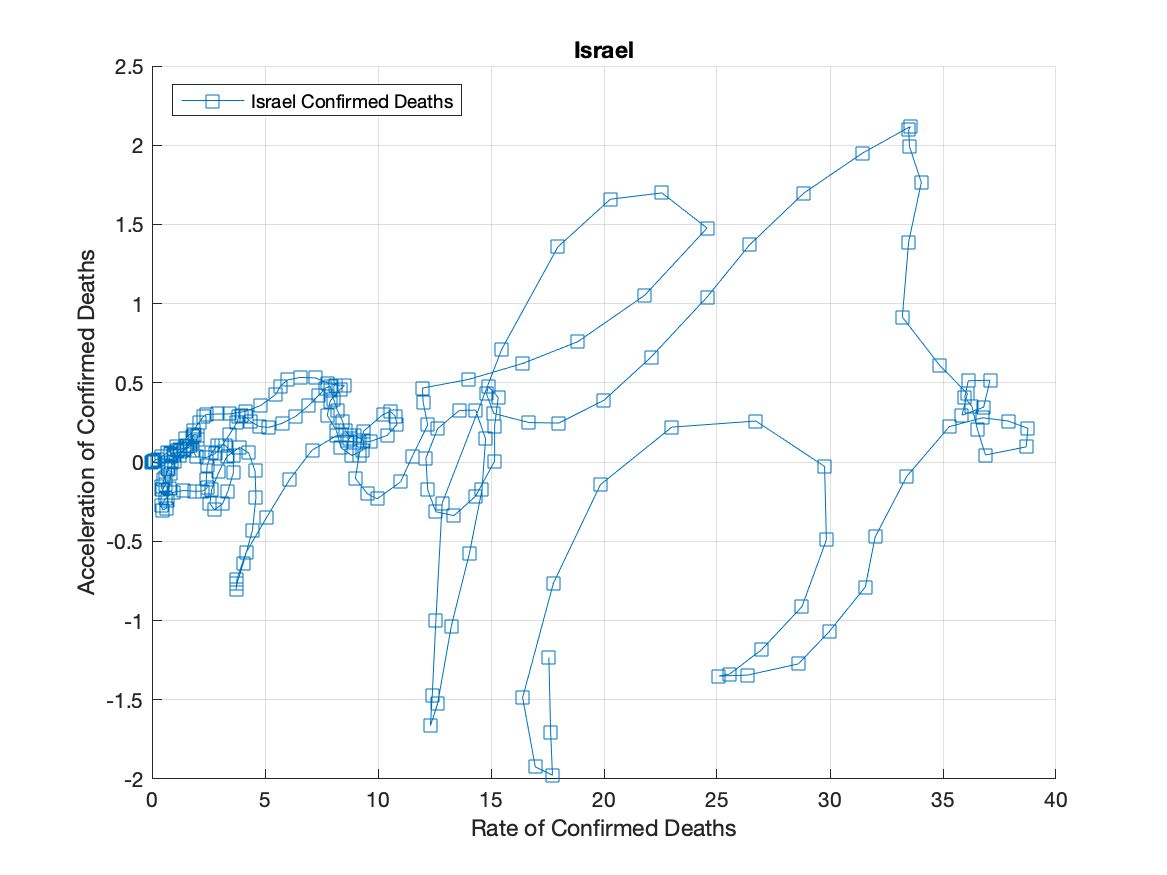 Israel
Israel Confirmed Deaths
2.5
2
1.5
1
0.5
0
-0.5
-1
-1.5
-2
Acceleration of Confirmed Deaths
0 5 10 15 20 25 30 35 40
Rate of Confirmed Deaths